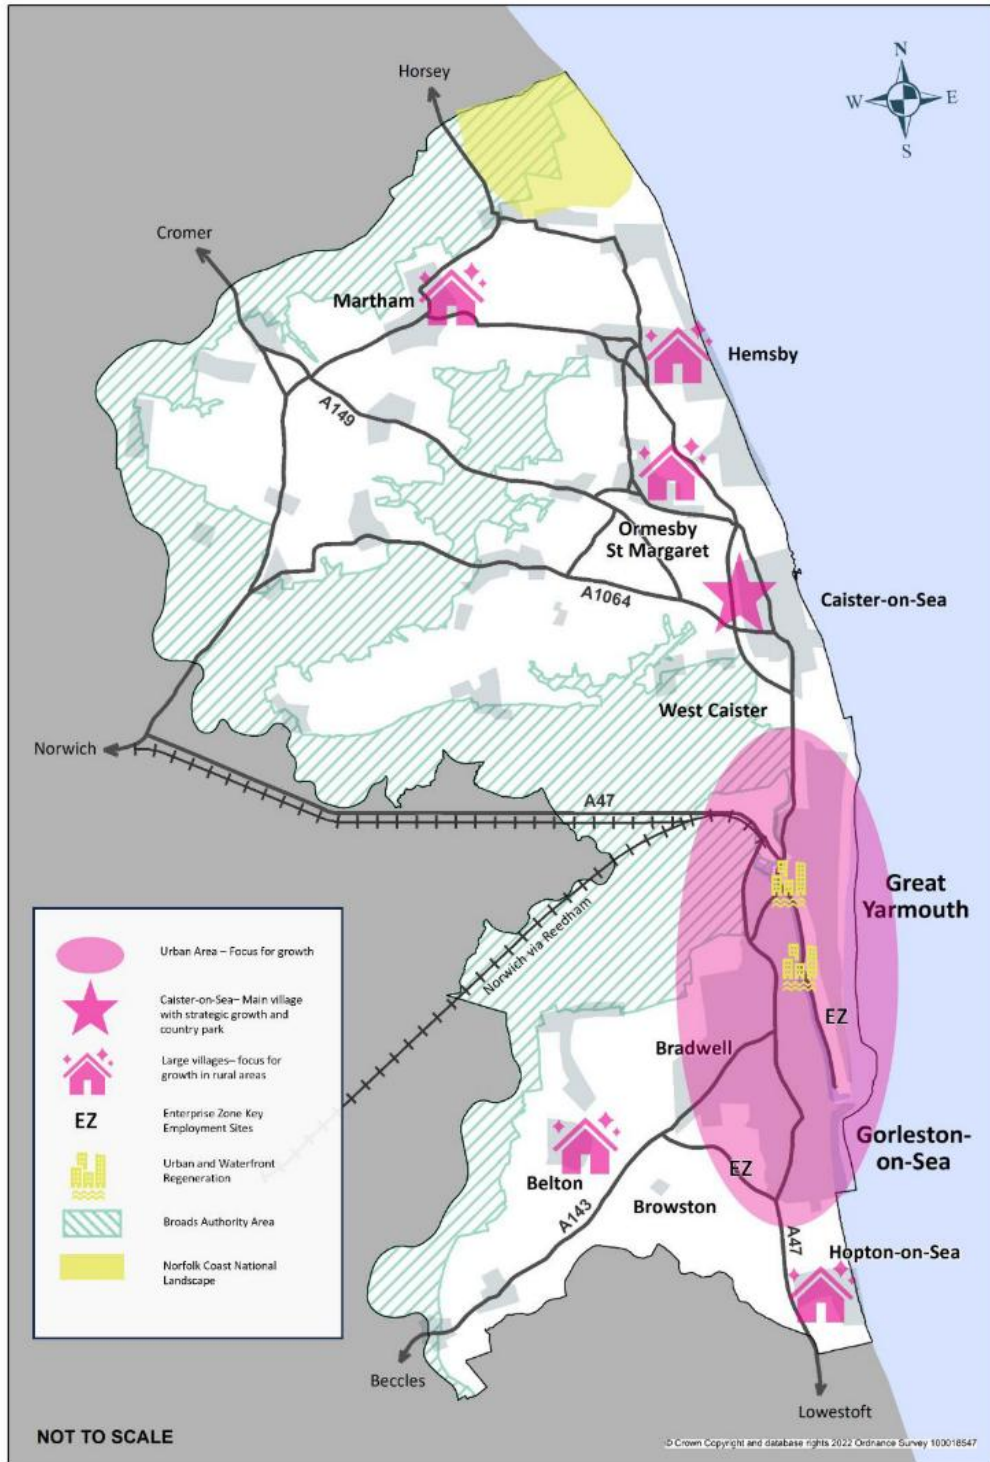 N
W E
S
Horsey
Cromer
Martham
Hemsby
A149
Ormesby
St Margaret
A1064
Caister-on-Sea
West Caister
Norwich
A47
Great
Yarmouth
Norwich via Reedham
EZ
Bradwell
Gorleston-
on-Sea
Belton
EZ
Browston
A143
A47
Hopton-on-Sea
Beccles
Lowestoft
Urban Area – Focus for growth
Caister-on-Sea– Main village
with strategic growth and
country park
Large villages– focus for
growth in rural areas
EZ
Enterprise Zone Key
Employment Sites
Urban and Waterfront
Regeneration
Broads Authority Area
Norfolk Coast National
Landscape
NOT TO SCALE
© Crown Copyright and database rights 2022 Ordnance Survey 100018547